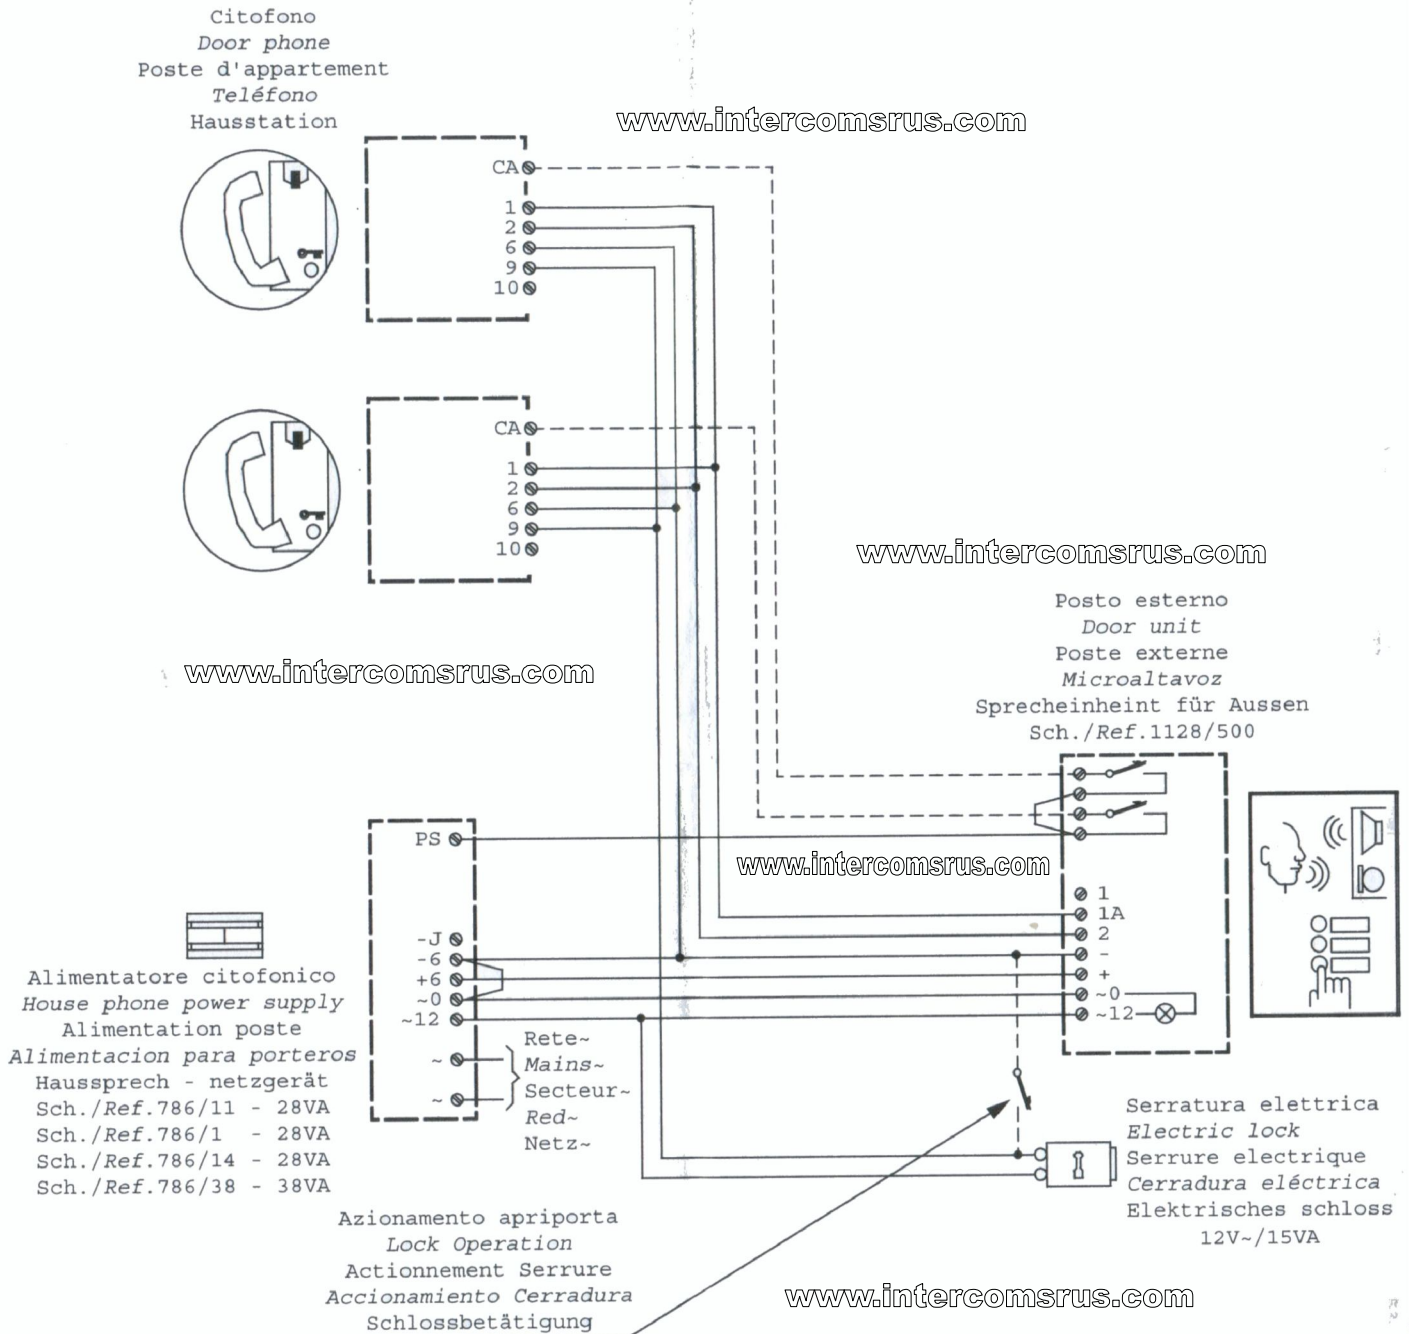 Citofono
Door phone
Poste d'appartement
Teléfono
Hausstation
www.intercomsrus.com
CA
1
2
6
9
10
CA
1
2
6
9
10
www.intercomsrus.com
Posto esterno
Door unit
Poste externe
Microaltavoz
Sprecheinheint für Aussen
Sch./Ref.1128/500
www.intercomsrus.com
www.intercomsrus.com
PS
-J
-6
+6
~0
~12
~
~
1
1A
2
-
+
~0
~12
Alimentatore citofonico
House phone power supply
Alimentation poste
Alimentacion para porteros
Haussprech - netzgerät
Sch./Ref.786/11 - 28VA
Sch./Ref.786/1 - 28VA
Sch./Ref.786/14 - 28VA
Sch./Ref.786/38 - 38VA
Rete~
Mains~
Secteur~
Red~
Netz~
Serratura elettrica
Electric lock
Serrure electrique
Cerradura eléctrica
Elektrisches schloss
12V~/15VA
Azionamento apriporta
Lock Operation
Actionnement Serrure
Accionamiento Cerradura
Schlossbetätigung
www.intercomsrus.com